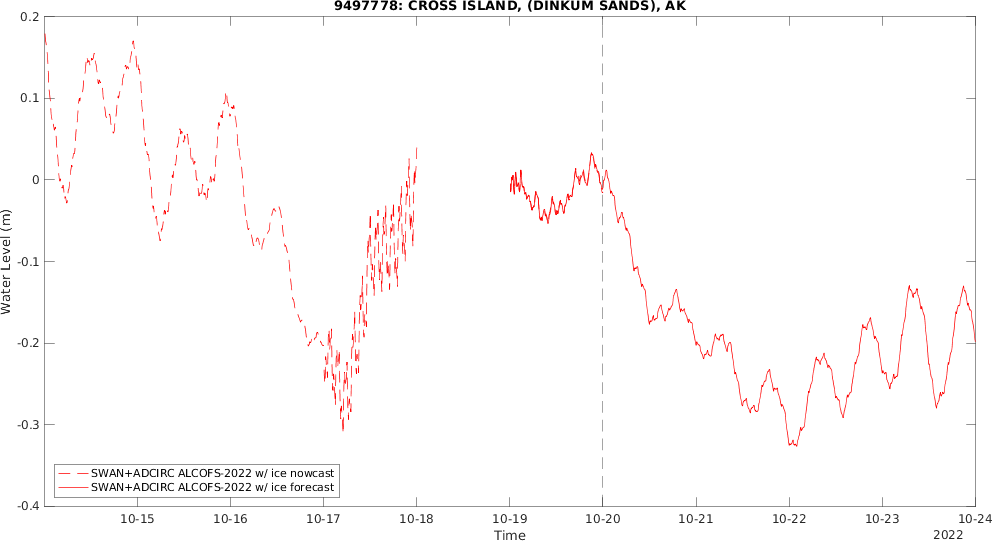 9497778: CROSS ISLAND, (DINKUM SANDS), AK
0.2
0.1
0
-0.1
-0.2
-0.3
-0.4
Water Level (m)
SWAN+ADCIRC ALCOFS-2022 w/ ice nowcast
SWAN+ADCIRC ALCOFS-2022 w/ ice forecast
10-15 10-16 10-17 10-18 10-19 10-20 10-21 10-22 10-23 10-24
Time
2022